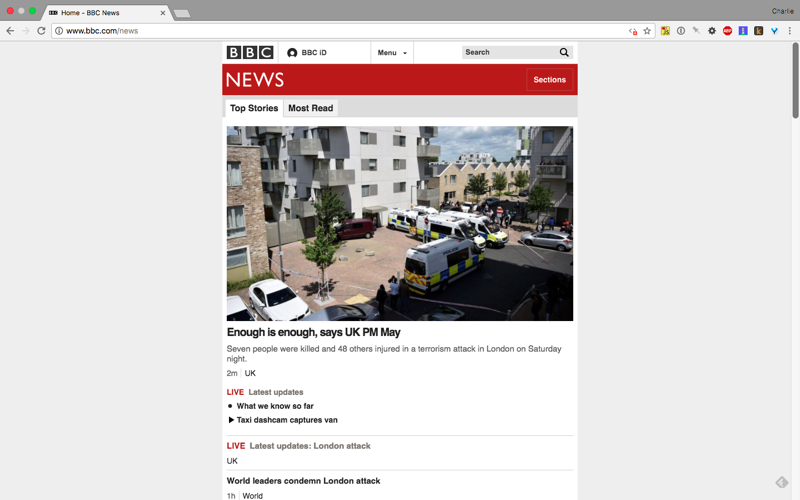 Home - BBC News
Charlie
www.bbc.com/news
BBC
BBC iD
Menu
Search
NEWS
Sections
Top Stories
Most Read
Enough is enough, says UK PM May
Seven people were killed and 48 others injured in a terrorism attack in London on Saturday
night.
2m
UK
LIVE Latest updates
What we know so far
Taxi dashcam captures van
LIVE Latest updates: London attack
UK
World leaders condemn London attack
1h
World